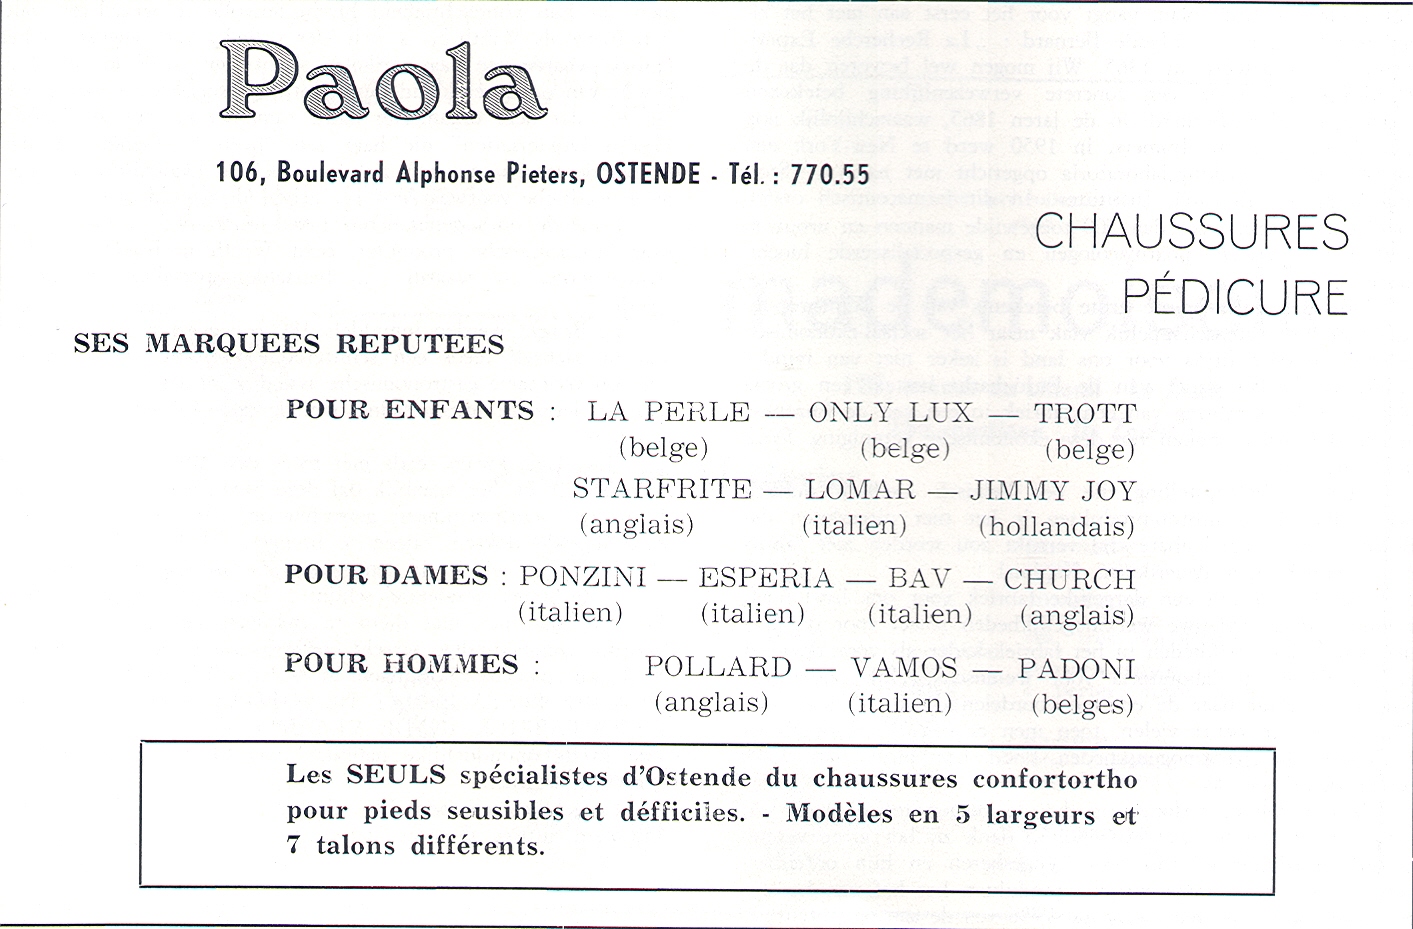 Paola
106, Boulevard Alphonse Pieters, OSTENDE - Tél. : 770.55
CHAUSSURES
PÉDICURE
SES MARQUEES REPUTEES
POUR ENFANTS : LA PERLE — ONLY LUX — TROTT
(belge) (belge) (belge)
STARFRITE — LOMAR — JIMMY JOY
(anglais) (italien) (hollandais)
POUR DAMES : PONZINI — ESPERIA — BAV — CHURCH
(italien) (italien) (italien) (anglais)
POUR HOMMES : POLLARD — VAMOS — PADONI
(anglais) (italien) (belges)
Les SEULS spécialistes d'Ostende du chaussures confortortho
pour pieds seusibles et défficiles. - Modèles en 5 largeurs et
7 talons différents.